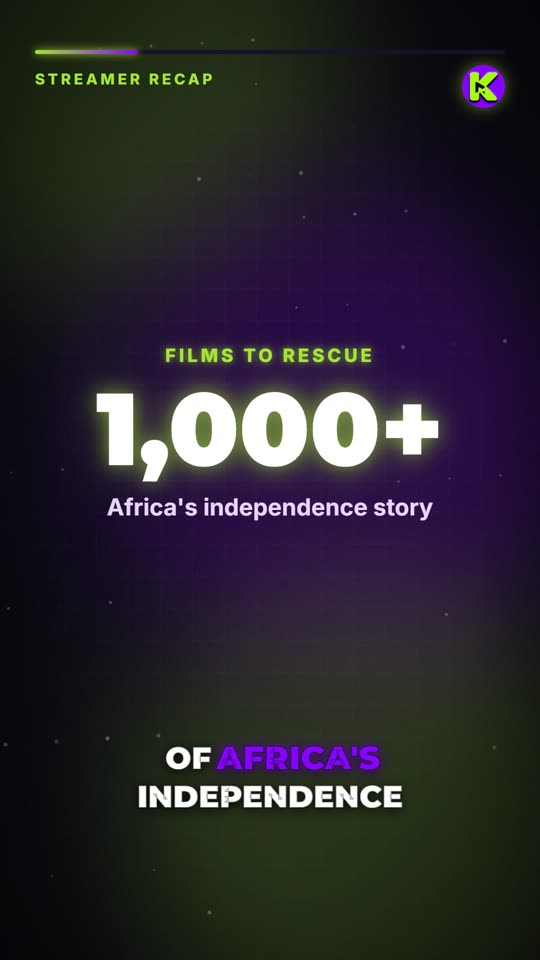 STREAMER RECAP
K
FILMS TO RESCUE
1,000+
Africa's independence story
OF AFRICA'S
INDEPENDENCE